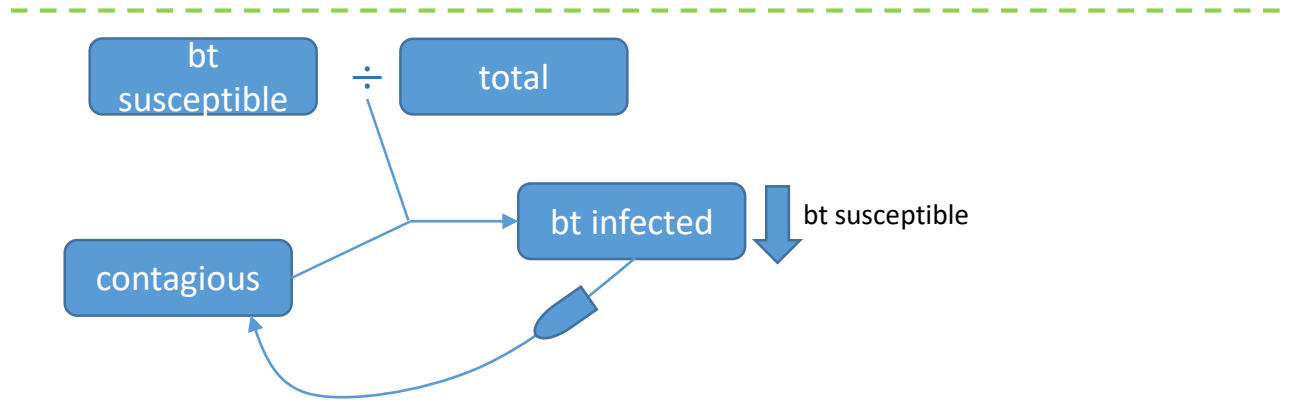 bt
susceptible
÷
total
bt infected
bt susceptible
contagious